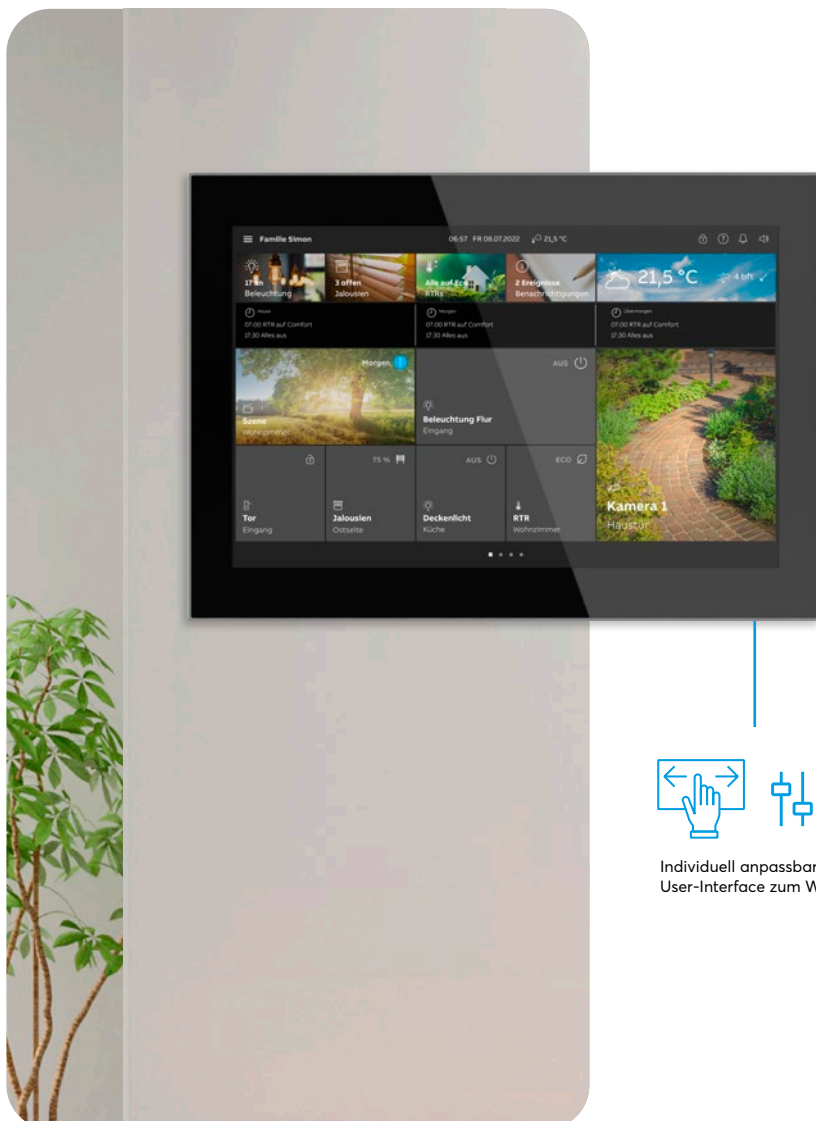 Familie Simon
06:57 FR 08.07.2022 21,5 °C
17 an
Beleuchtung
3 offen
Jalousien
Alle auf Eco
RTRs
2 Ereignisse
Benachrichtigungen
21,5 °C
4 bft
Heute
07:00 RTR auf Comfort
17:30 Alles aus
Morgen
07:00 RTR auf Comfort
17:30 Alles aus
Übermorgen
07:00 RTR auf Comfort
17:30 Alles aus
Morgen
Szene
Wohnzimmer
AUS
Beleuchtung Flur
Eingang
Kamera 1
Haustür
Tor
Eingang
75 %
Jalousien
Ostseite
AUS
Deckenlicht
Küche
ECO
RTR
Wohnzimmer
Individuell anpassbar
User-Interface zum W